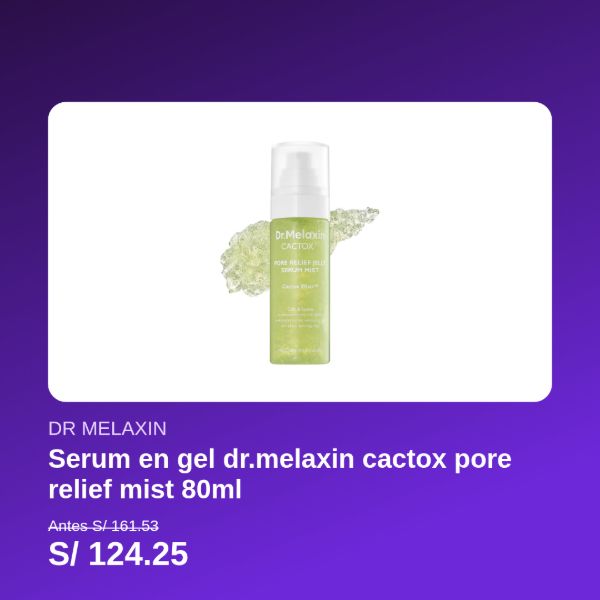 Dr.Melaxin
CACTOX
PORE RELIEF JELLY
SERUM MIST
DR MELAXIN
Serum en gel dr.melaxin cactox pore
relief mist 80ml
Antes S/ 161.53
S/ 124.25